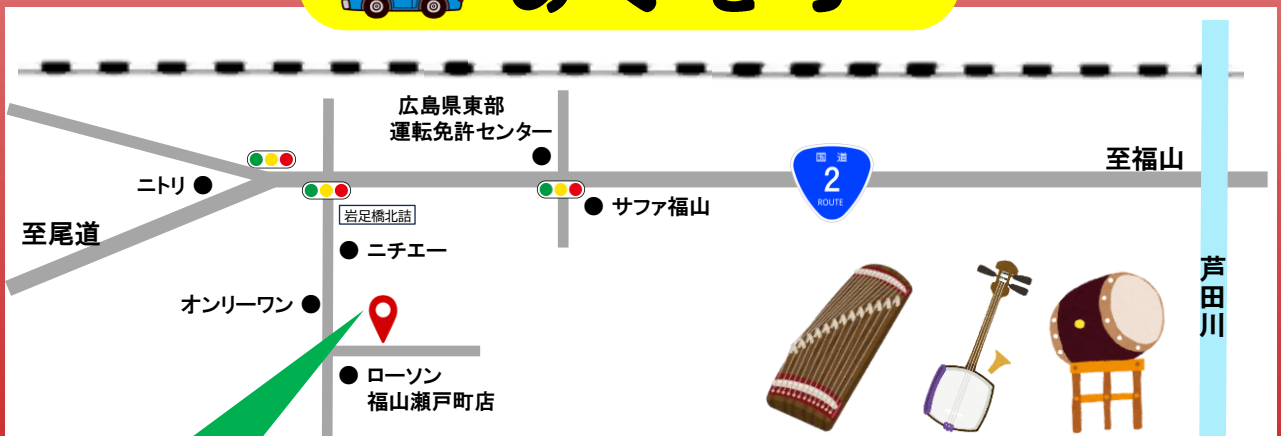 広島県東部
運転免許センター
至福山
国道
2
ROUTE
ニトリ
サファ福山
岩足橋北詰
至尾道
ニチエー
芦田川
オンリーワン
ローソン
福山瀬戸町店